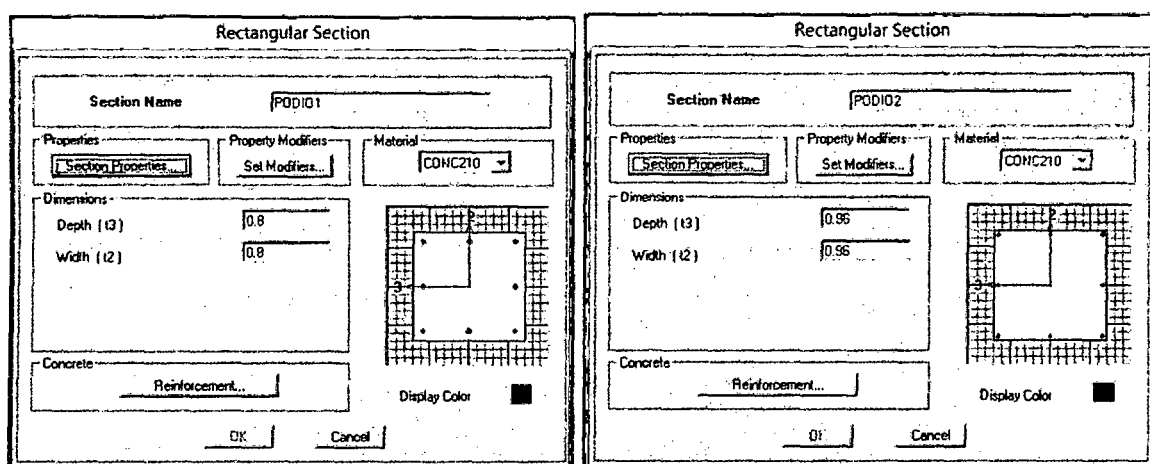 Rectangular Section
Section Name PODIO1
Properties
Section Properties...
Property Modifiers
Set Modifiers...
Material
CONC210
Dimensions
Depth ( t3 ) 0.8
Width ( t2 ) 0.8
2
3
Concrete
Reinforcement...
Display Color
OK
Cancel
Rectangular Section
Section Name PODIO2
Properties
Section Properties...
Property Modifiers
Set Modifiers...
Material
CONC210
Dimensions
Depth ( t3 ) 0.96
Width ( t2 ) 0.96
3
Concrete
Reinforcement...
Display Color
Cancel